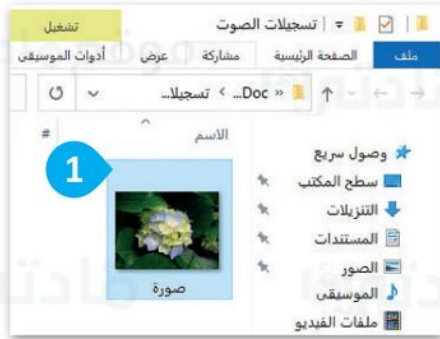 تسجيلات الصوت
تشغيل
ملف
الصفحة الرئيسية
مشاركة
عرض
أدوات الموسيقى
Doc... › تسجيلا...
الاسم
#
وصول سريع
سطح المكتب
التنزيلات
المستندات
الصور
الموسيقى
ملفات الفيديو
1
صورة